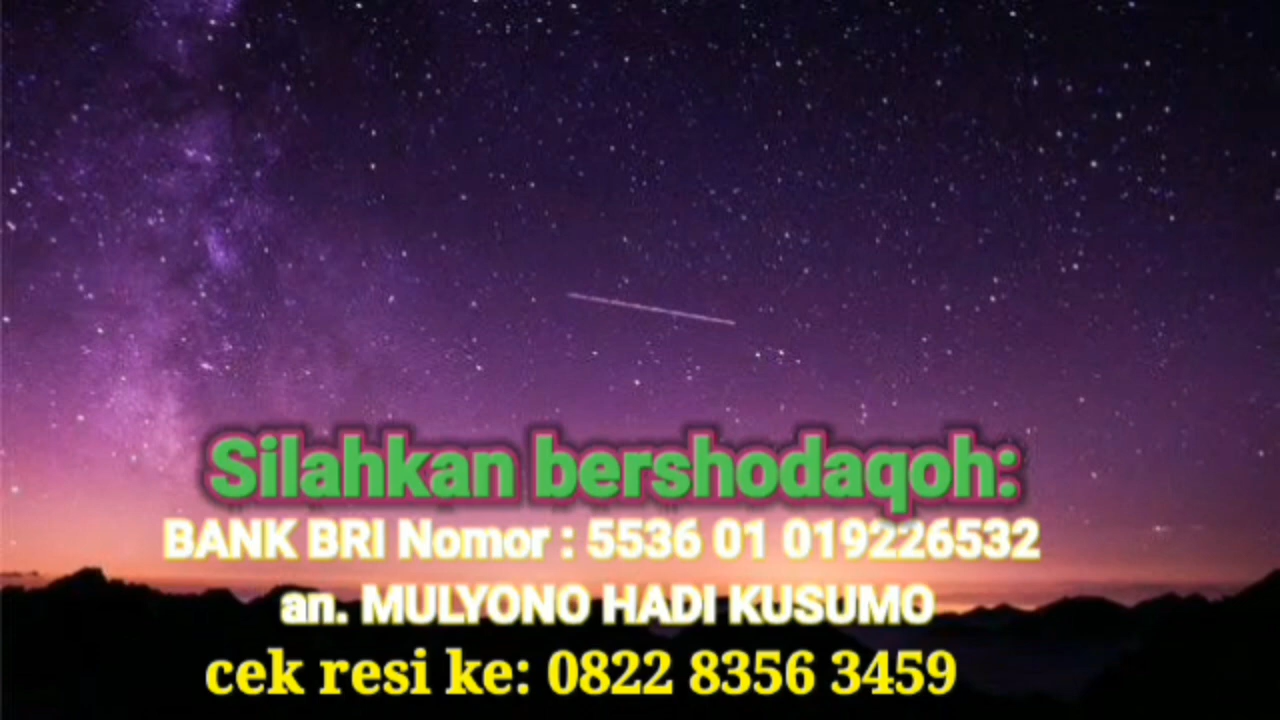 Silahkan bershodaqoh:
BANK BRI Nomor : 5536 01 019226532
an. MULYONO HADI KUSUMO
cek resi ke: 0822 8356 3459